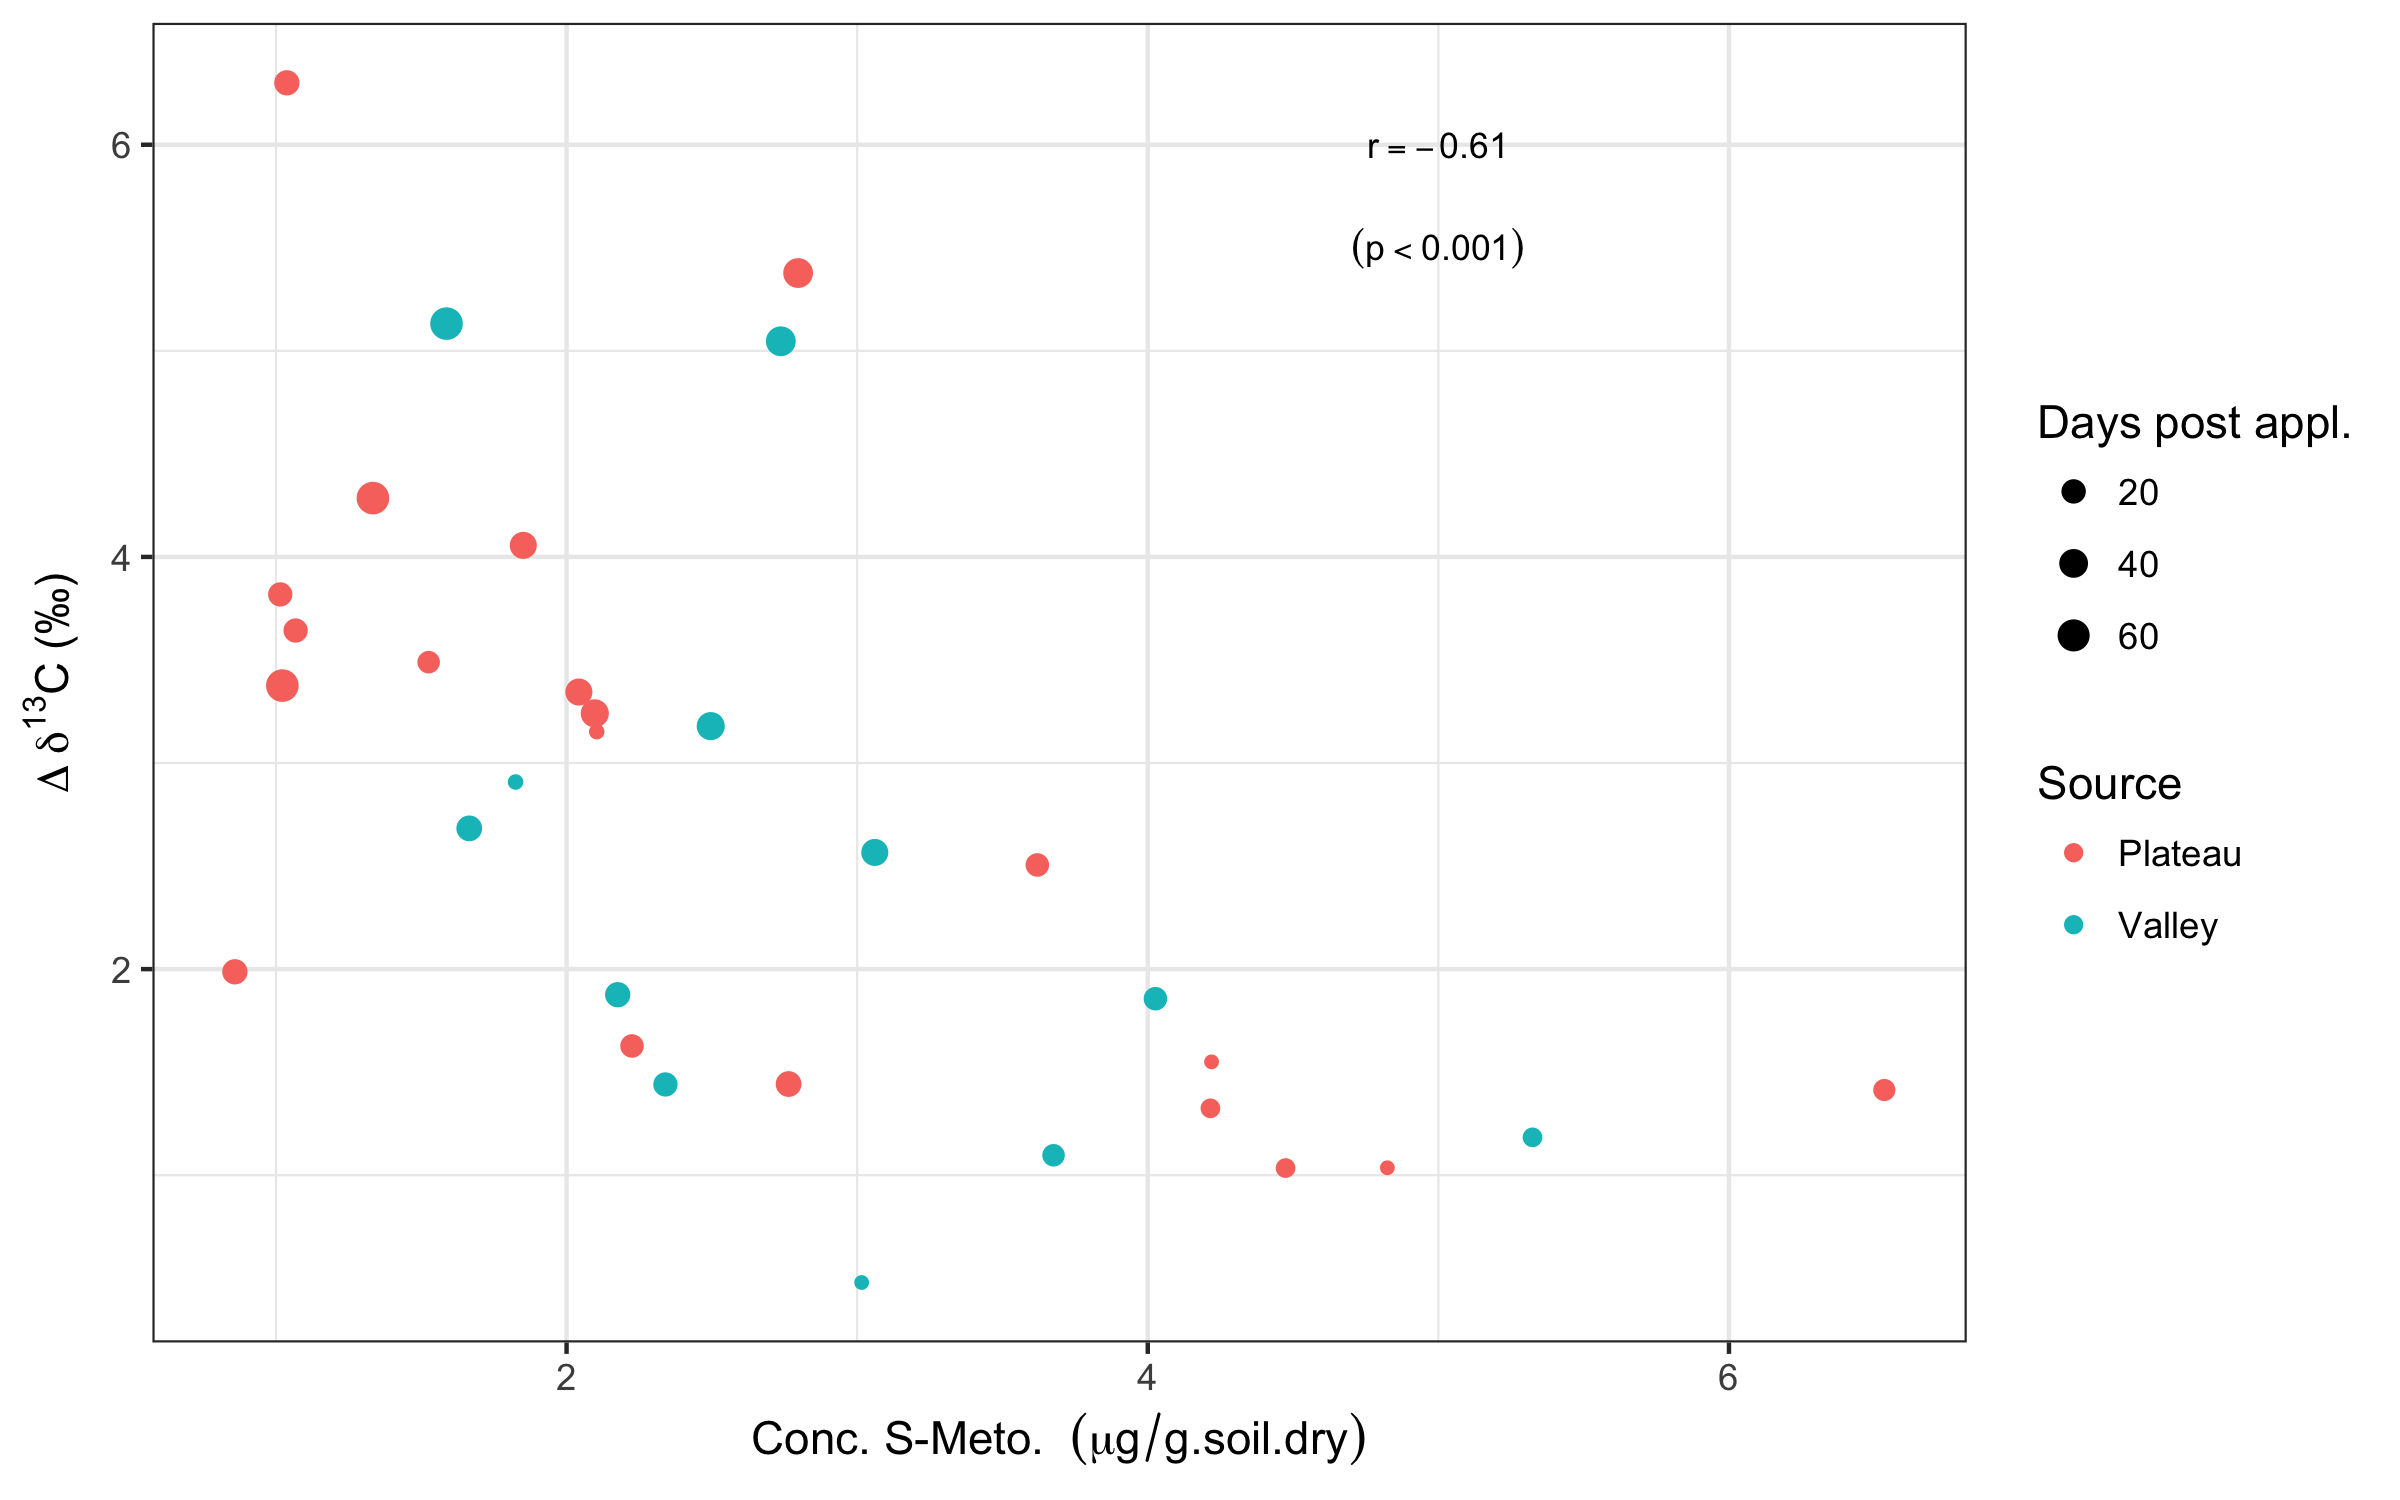 6
4
2
Δ δ¹³C (‰)
r = −0.61
(p < 0.001)
2
4
6
Conc. S-Meto. (μg/g.soil.dry)
Days post appl.
20
40
60
Source
Plateau
Valley